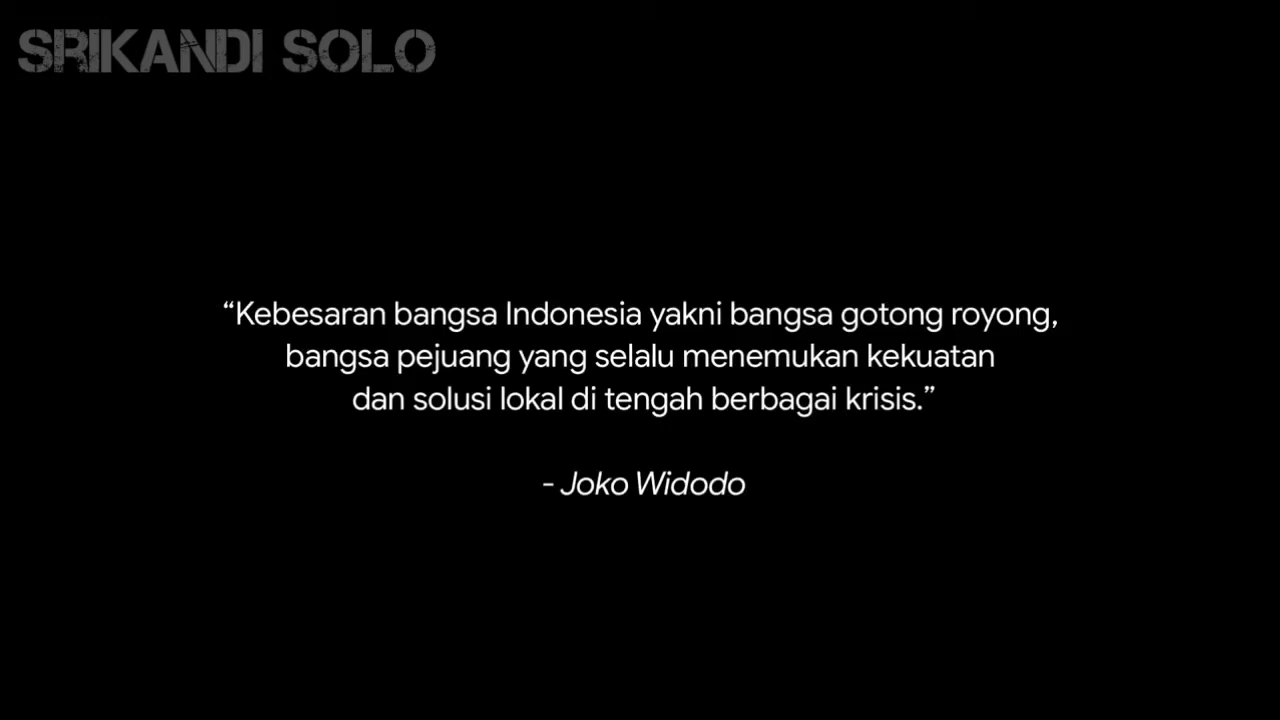 SRIKANDI SOLO
“Kebesaran bangsa Indonesia yakni bangsa gotong royong,
bangsa pejuang yang selalu menemukan kekuatan
dan solusi lokal di tengah berbagai krisis.”
- Joko Widodo